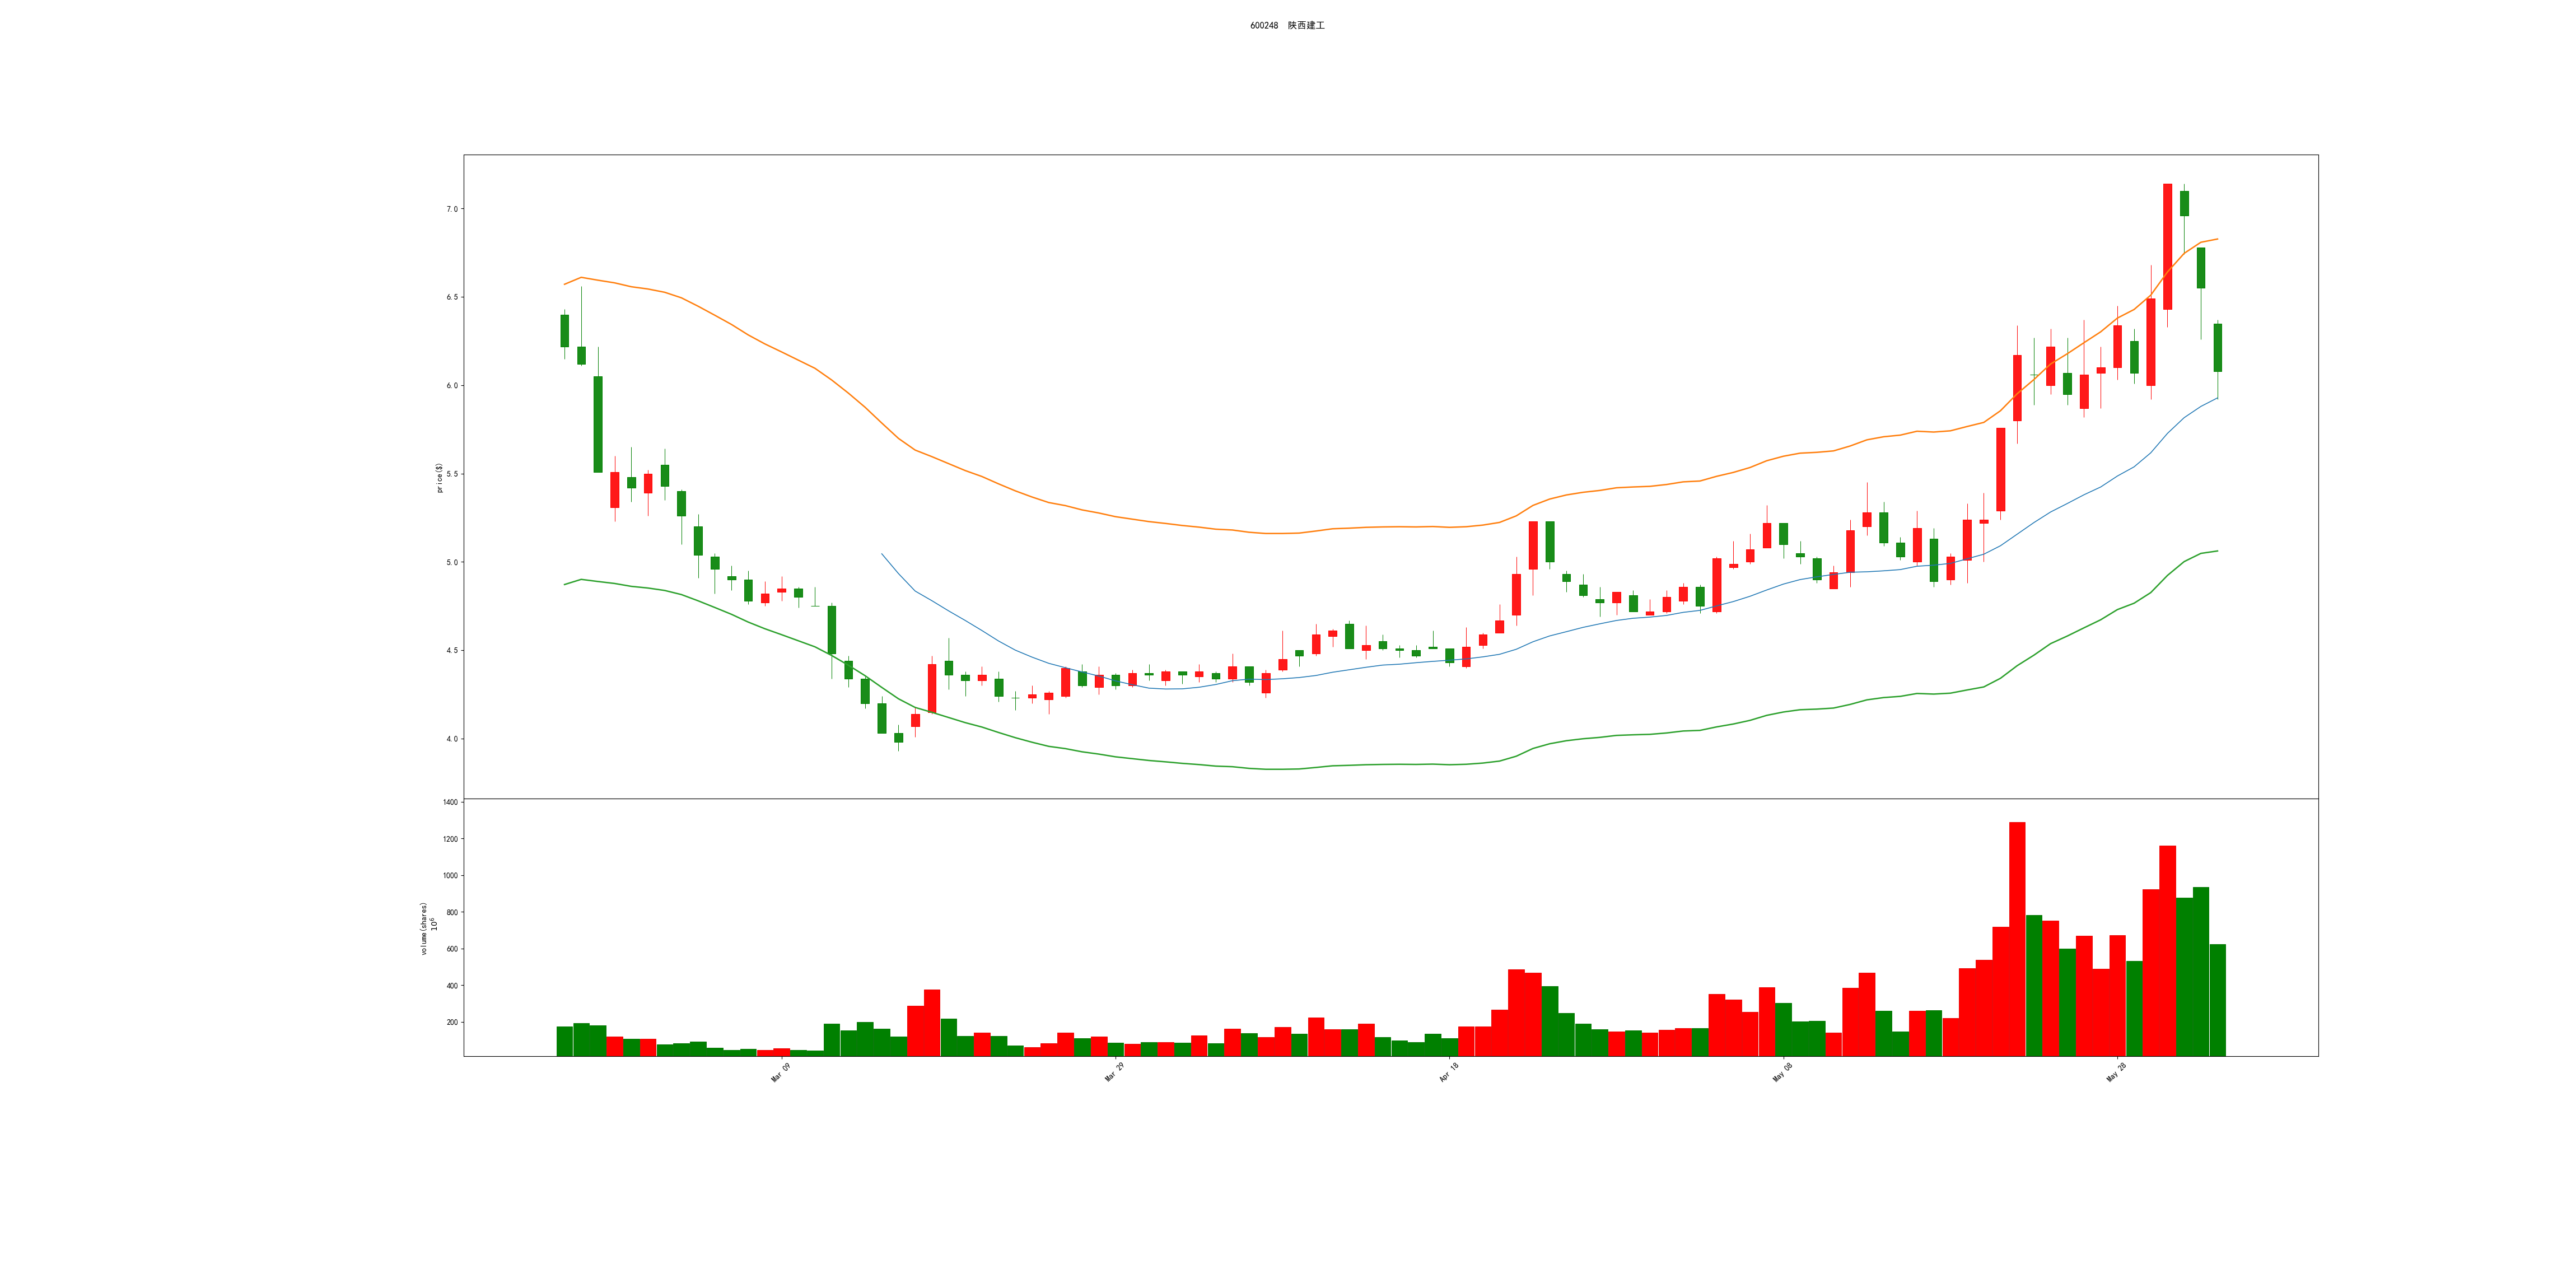 600248 陕西建工
7.0
6.5
6.0
5.5
5.0
4.5
4.0
price($)
1400
1200
1000
800
600
400
200
volume(shares)
10^6
Mar 09
Mar 29
Apr 18
May 08
May 28